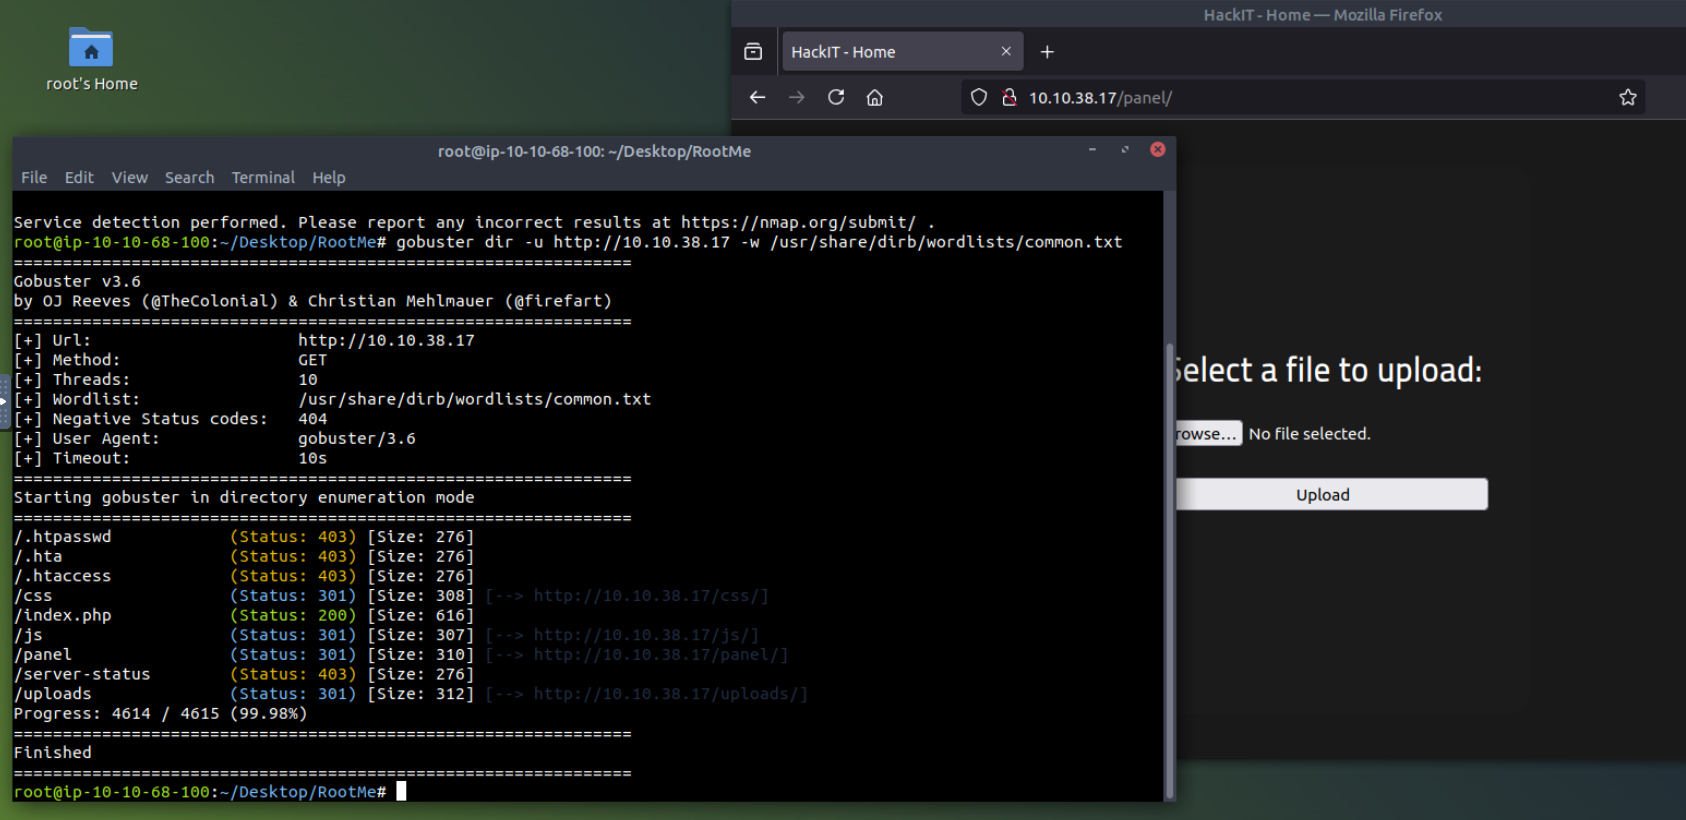 root's Home
HackIT - Home — Mozilla Firefox
HackIT - Home
10.10.38.17/panel/
root@ip-10-10-68-100: ~/Desktop/RootMe
File Edit View Search Terminal Help
Service detection performed. Please report any incorrect results at https://nmap.org/submit/ .
root@ip-10-10-68-100:~/Desktop/RootMe# gobuster dir -u http://10.10.38.17 -w /usr/share/dirb/wordlists/common.txt
===============================================================
Gobuster v3.6
by OJ Reeves (@TheColonial) & Christian Mehlmauer (@firefart)
===============================================================
[+] Url:                     http://10.10.38.17
[+] Method:                  GET
[+] Threads:                 10
[+] Wordlist:                /usr/share/dirb/wordlists/common.txt
[+] Negative Status codes:   404
[+] User Agent:              gobuster/3.6
[+] Timeout:                 10s
===============================================================
Starting gobuster in directory enumeration mode
===============================================================
/.htpasswd            (Status: 403) [Size: 276]
/.hta                 (Status: 403) [Size: 276]
/.htaccess            (Status: 403) [Size: 276]
/css                  (Status: 301) [Size: 308] [--> http://10.10.38.17/css/]
/index.php            (Status: 200) [Size: 616]
/js                   (Status: 301) [Size: 307] [--> http://10.10.38.17/js/]
/panel                (Status: 301) [Size: 310] [--> http://10.10.38.17/panel/]
/server-status        (Status: 403) [Size: 276]
/uploads              (Status: 301) [Size: 312] [--> http://10.10.38.17/uploads/]
Progress: 4614 / 4615 (99.98%)
===============================================================
Finished
===============================================================
root@ip-10-10-68-100:~/Desktop/RootMe#
Select a file to upload:
rowse... No file selected.
Upload